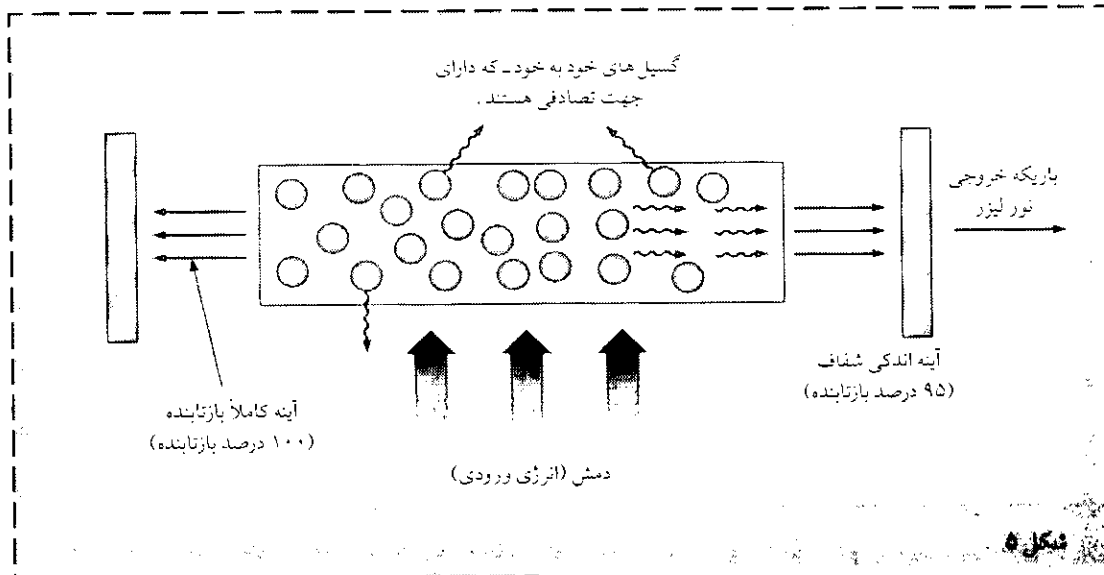 گسیل های خود به خود ـ که دارای
جهت تصادفی هستند .
باریکه خروجی
نور لیزر
آینه اندکی شفاف
(۹۵ درصد بازتابنده)
آینه کاملاً بازتابنده
(۱۰۰ درصد بازتابنده)
دمش (انرژی ورودی)
شکل ۵